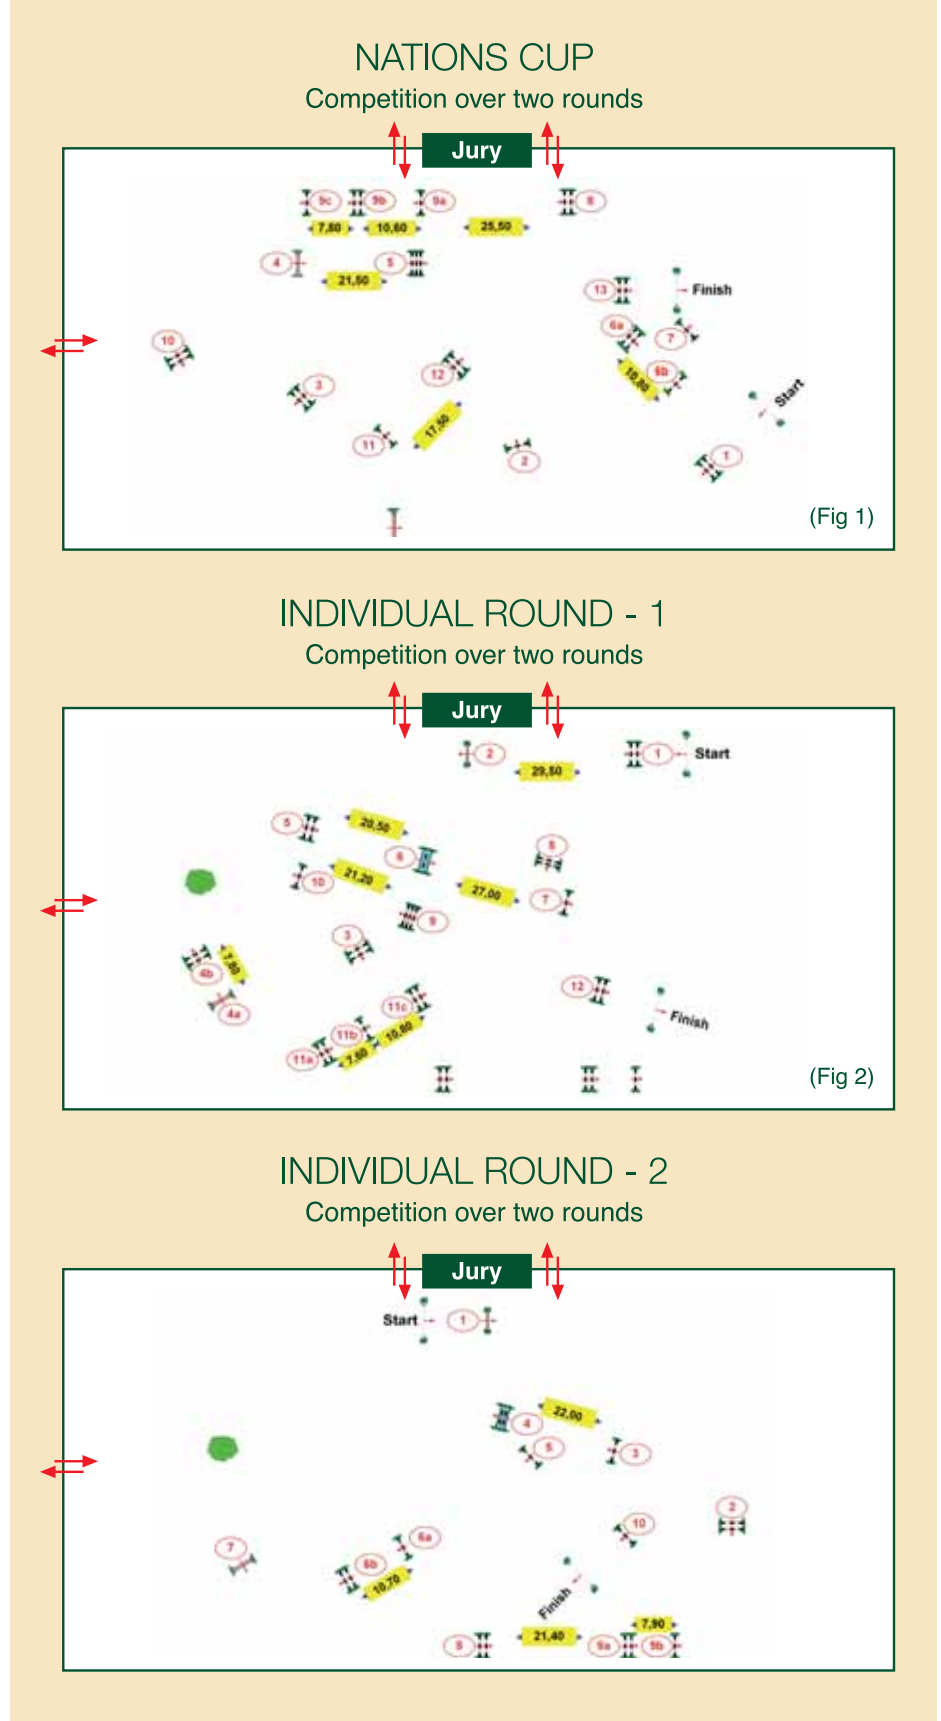 NATIONS CUP
Competition over two rounds
Jury
9c 9b 9a 8
7,80 10,60 25,50
4 5
21,50
13 Finish
6a 7
10
12 6b
10,80
3
Start
17,50
11
2 1
(Fig 1)
INDIVIDUAL ROUND - 1
Competition over two rounds
Jury
2 1 Start
29,50
5 20,50
6 8
10 21,20 27,00 7
9
3
4b 7,80
4a
12
11c Finish
11b 10,80
11a 7,80
(Fig 2)
INDIVIDUAL ROUND - 2
Competition over two rounds
Jury
Start 1
22,00
4
5 3
2
10
6a
7
6b
10,70
Finish
7,90
8 21,40 9a 9b